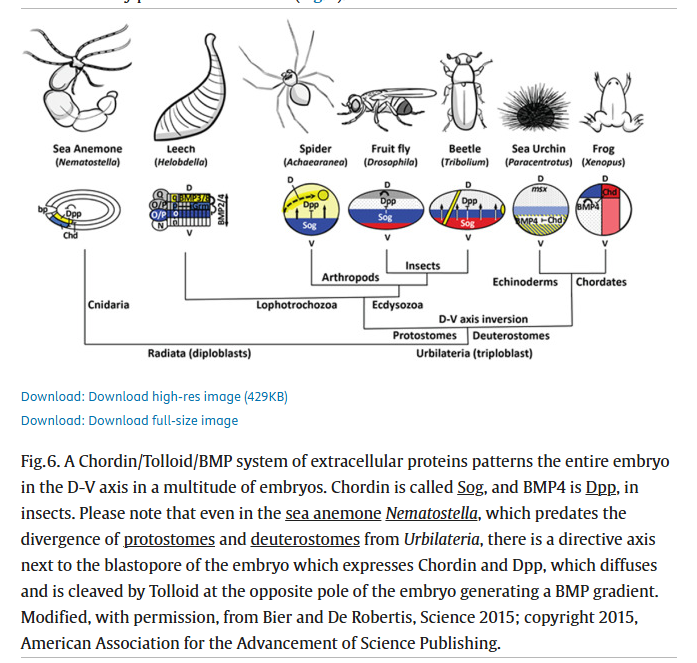 Sea Anemone
(Nematostella)
Leech
(Helobdella)
Spider
(Achaearanea)
Fruit fly
(Drosophila)
Beetle
(Tribolium)
Sea Urchin
(Paracentrotus)
Frog
(Xenopus)
bp
Dpp
Chd
D
Q
O/P
O/P
N
BMP2/4
V
D
Dpp
Sog
V
D
Dpp
Sog
V
D
Dpp
Sog
V
D
msx
BMP4
Chd
V
D
Chd
BMP4
V
Insects
Arthropods
Echinoderms
Chordates
Cnidaria
Lophotrochozoa
Ecdysozoa
D-V axis inversion
Protostomes
Deuterostomes
Radiata (diploblasts)
Urbilateria (triploblast)
Download: Download high-res image (429KB)
Download: Download full-size image
Fig.6. A Chordin/Tolloid/BMP system of extracellular proteins patterns the entire embryo
in the D-V axis in a multitude of embryos. Chordin is called Sog, and BMP4 is Dpp, in
insects. Please note that even in the sea anemone Nematostella, which predates the
divergence of protostomes and deuterostomes from Urbilateria, there is a directive axis
next to the blastopore of the embryo which expresses Chordin and Dpp, which diffuses
and is cleaved by Tolloid at the opposite pole of the embryo generating a BMP gradient.
Modified, with permission, from Bier and De Robertis, Science 2015; copyright 2015,
American Association for the Advancement of Science Publishing.